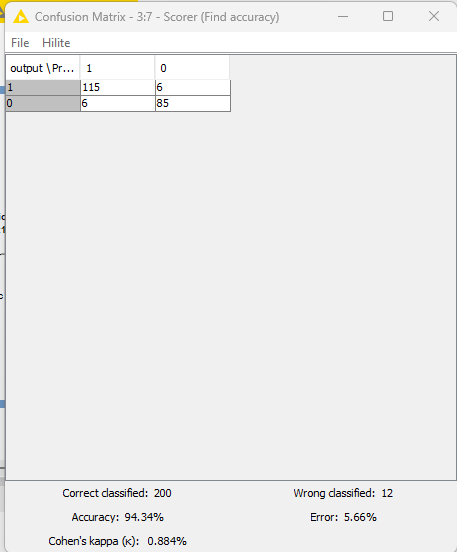 Confusion Matrix - 3:7 - Scorer (Find accuracy)
File Hilite
output \Pr... 1 0
1 115 6
0 6 85
Correct classified: 200 Wrong classified: 12
Accuracy: 94.34% Error: 5.66%
Cohen's kappa (κ): 0.884%